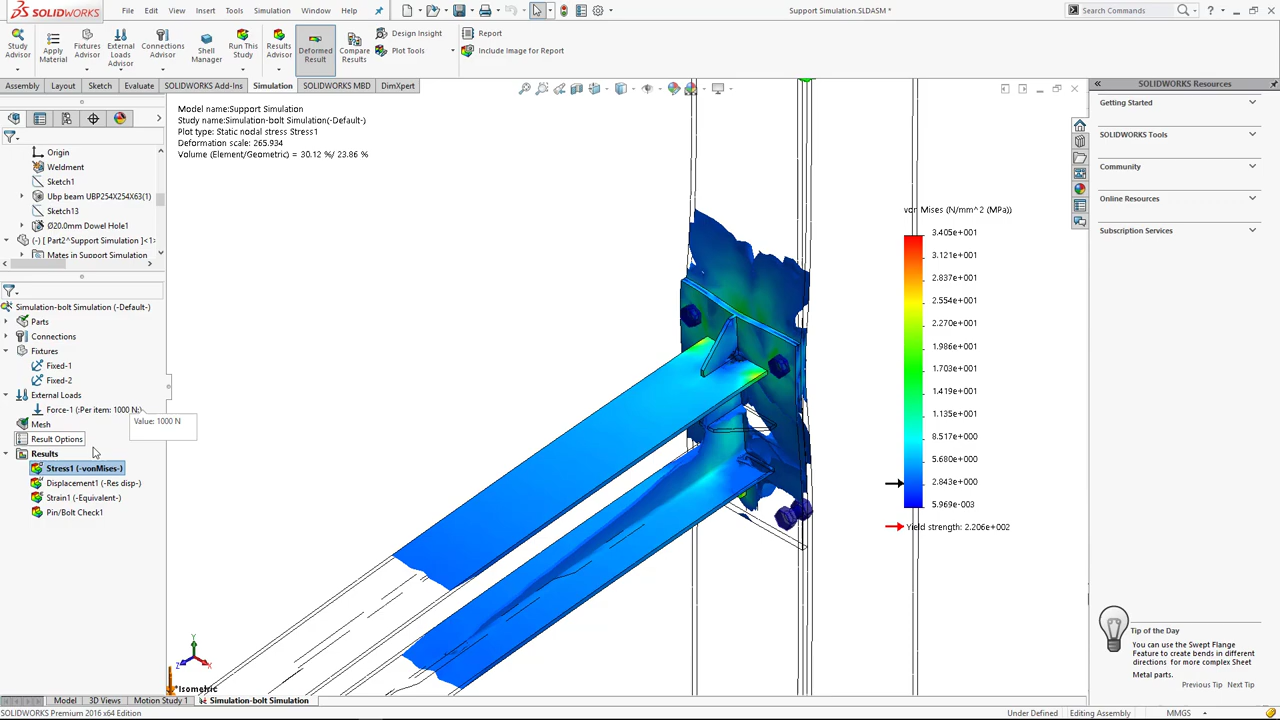 SOLIDWORKS File Edit View Insert Tools Simulation Window Help Support Simulation.SLDASM * Search Commands
Study Advisor
Apply Material
Fixtures Advisor
External Loads Advisor
Connections Advisor
Shell Manager
Run This Study
Results Advisor
Deformed Result
Compare Results
Design Insight
Plot Tools
Report
Include Image for Report
Assembly Layout Sketch Evaluate SOLIDWORKS Add-Ins Simulation SOLIDWORKS MBD DimXpert
SOLIDWORKS Resources
Origin
Weldment
Sketch1
Ubp beam UBP254X254X63(1)
Sketch13
Ø20.0mm Dowel Hole1
(-) [ Part2^Support Simulation ]<1>
Mates in Support Simulation
Simulation-bolt Simulation (-Default-)
Parts
Connections
Fixtures
Fixed-1
Fixed-2
External Loads
Force-1 (:Per item: 1000 N:)
Value: 1000 N
Mesh
Result Options
Results
Stress1 (-vonMises-)
Displacement1 (-Res disp-)
Strain1 (-Equivalent-)
Pin/Bolt Check1
Model name:Support Simulation
Study name:Simulation-bolt Simulation(-Default-)
Plot type: Static nodal stress Stress1
Deformation scale: 265.934
Volume (Element/Geometric) = 30.12 %/ 23.86 %
von Mises (N/mm^2 (MPa))
3.405e+001
3.121e+001
2.837e+001
2.554e+001
2.270e+001
1.986e+001
1.703e+001
1.419e+001
1.135e+001
8.517e+000
5.680e+000
2.843e+000
5.969e-003
Yield strength: 2.206e+002
Y
Z
X
*Isometric
Getting Started
SOLIDWORKS Tools
Community
Online Resources
Subscription Services
Tip of the Day
You can use the Swept Flange
Feature to create bends in different
directions for more complex Sheet
Metal parts.
Previous Tip Next Tip
Model 3D Views Motion Study 1 Simulation-bolt Simulation
SOLIDWORKS Premium 2016 x64 Edition Under Defined Editing Assembly MMGS